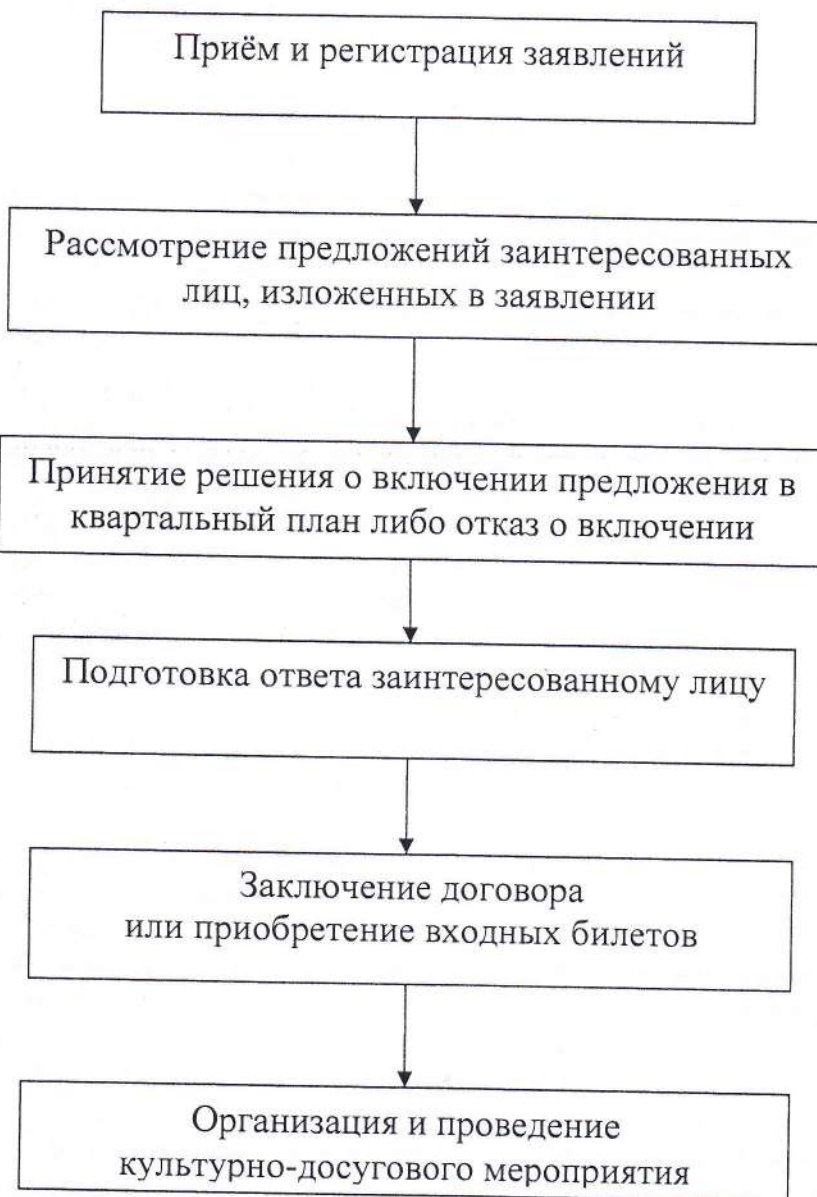 Приём и регистрация заявлений
Рассмотрение предложений заинтересованных
лиц, изложенных в заявлении
Принятие решения о включении предложения в
квартальный план либо отказ о включении
Подготовка ответа заинтересованному лицу
Заключение договора
или приобретение входных билетов
Организация и проведение
культурно-досугового мероприятия